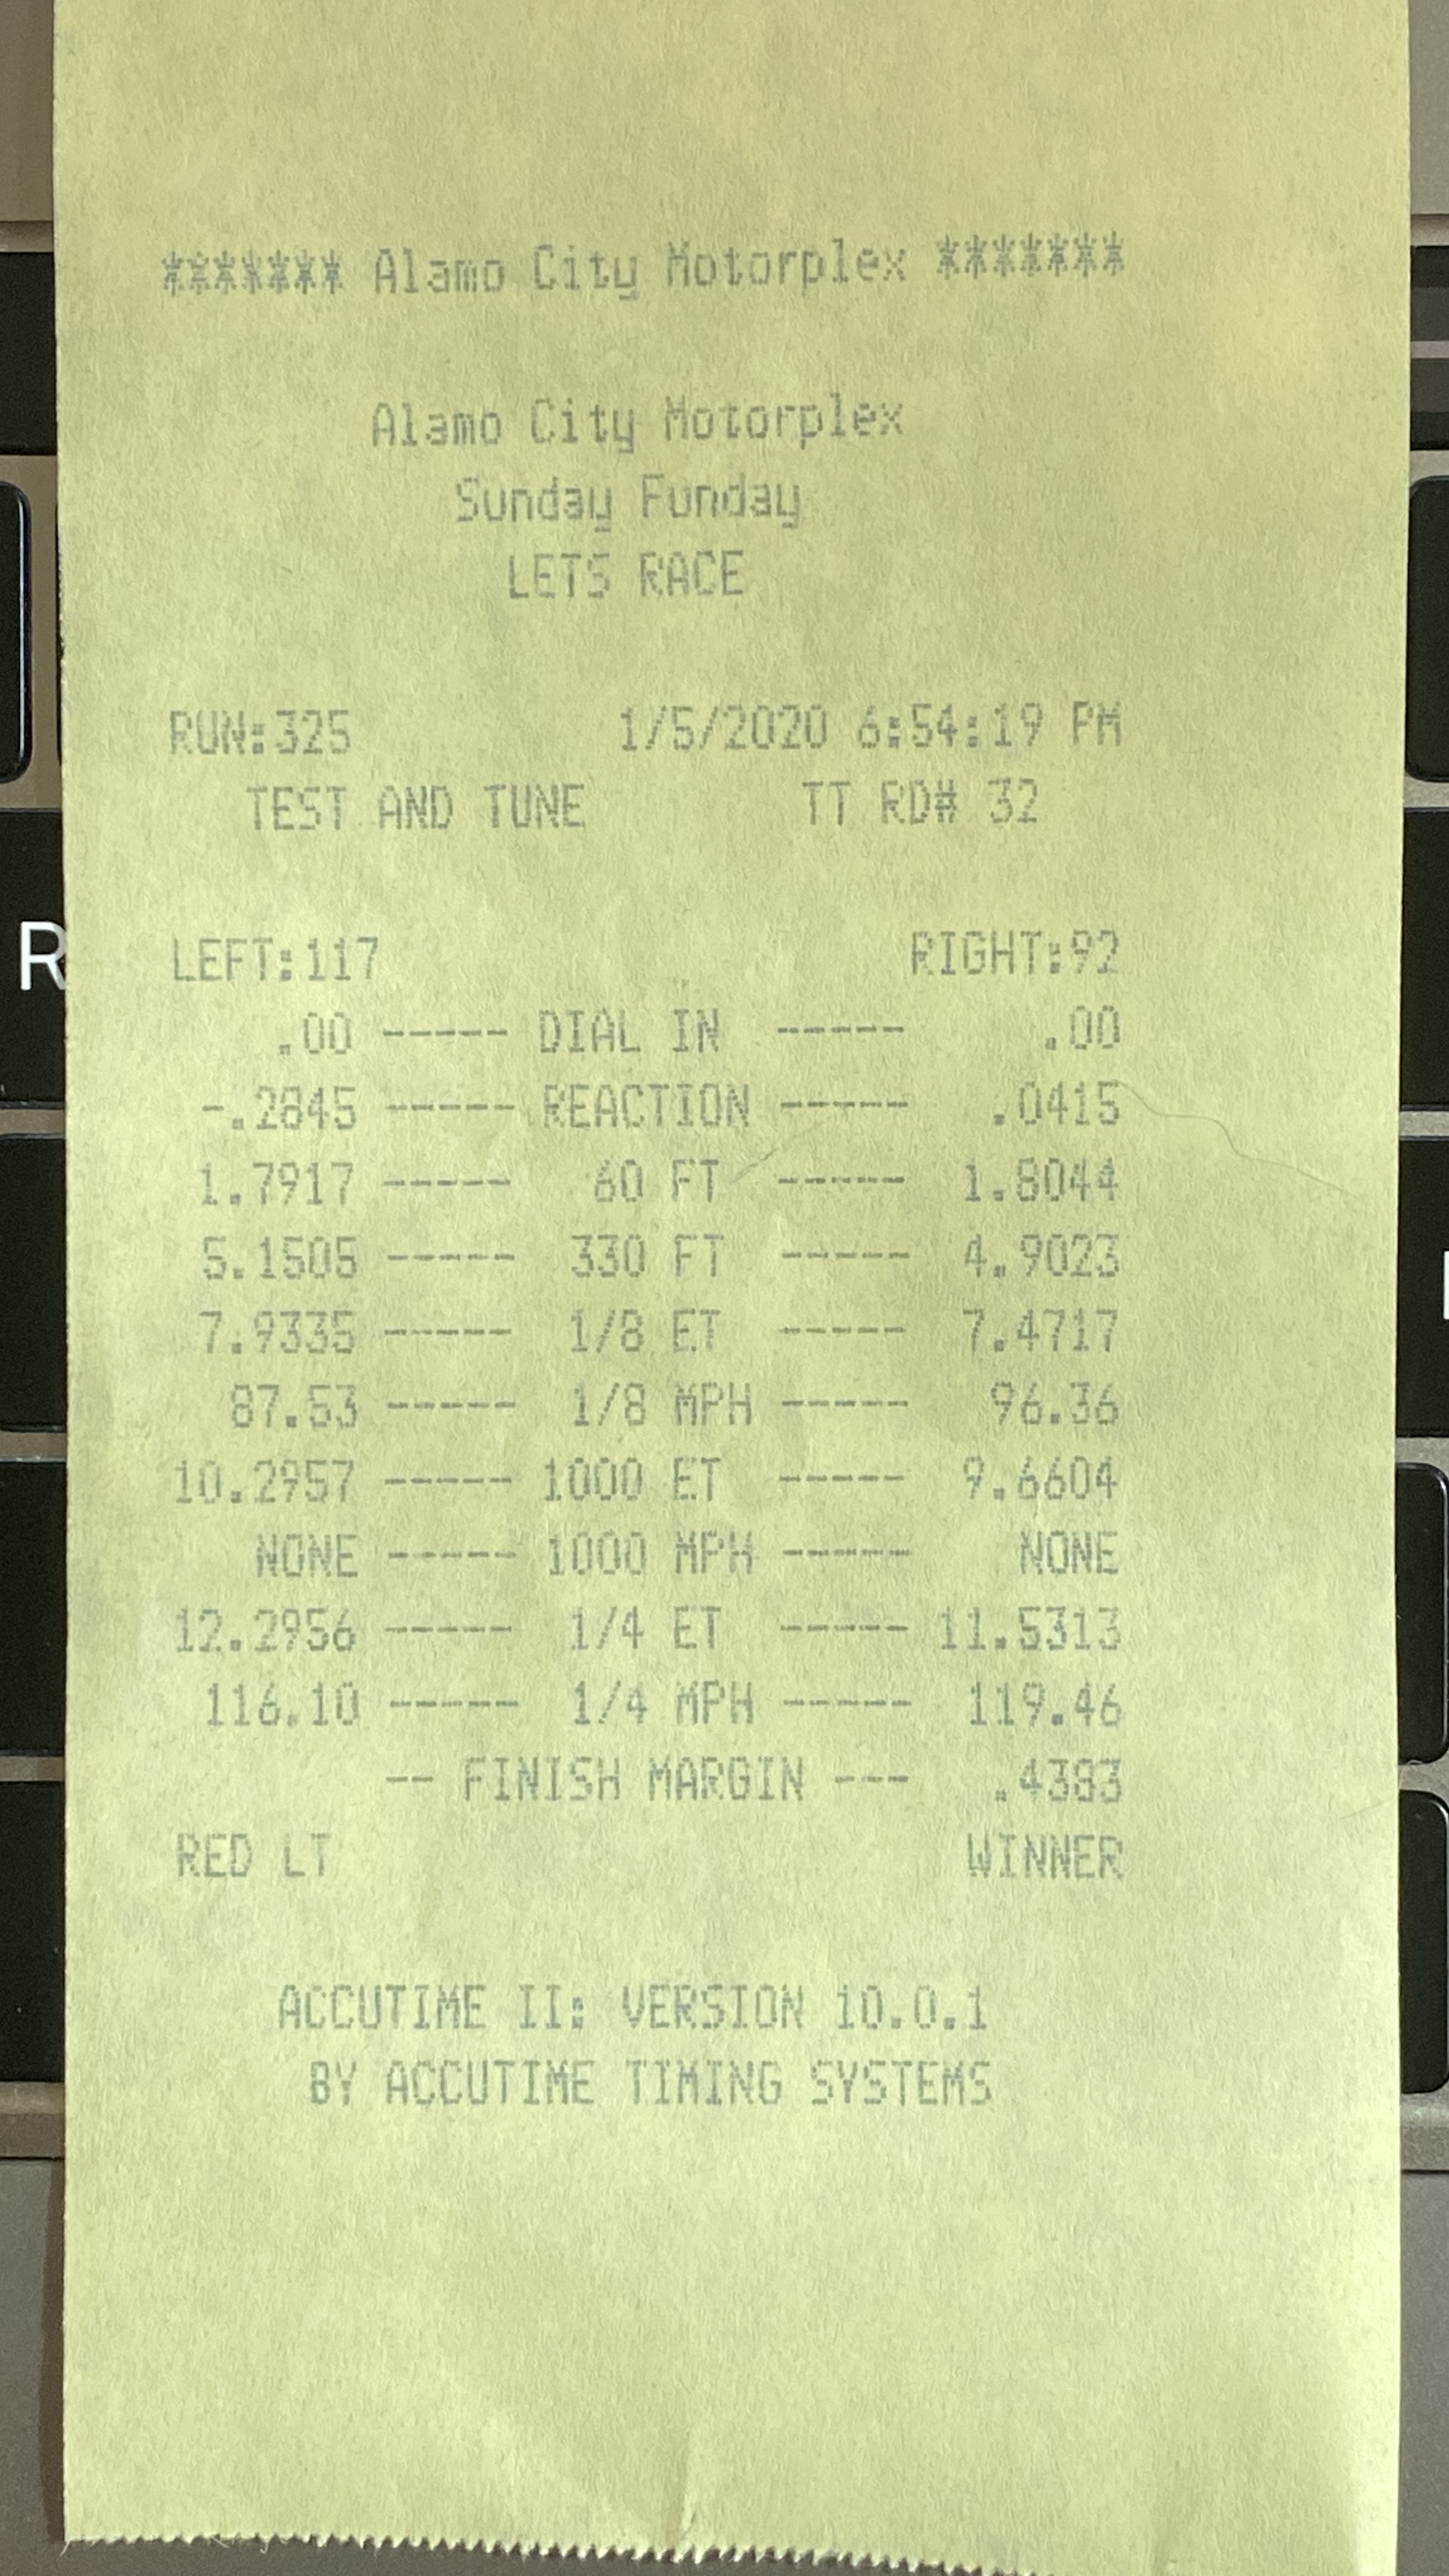 ******* Alamo City Motorplex *******
Alamo City Motorplex
Sunday Funday
LETS RACE
RUN:325 1/5/2020 6:54:19 PM
TEST AND TUNE TT RD# 32
LEFT:117 RIGHT:92
.00 ----- DIAL IN ----- .00
-.2845 ----- REACTION ----- .0415
1.7917 ----- 60 FT ----- 1.8044
5.1505 ----- 330 FT ----- 4.9023
7.9335 ----- 1/8 ET ----- 7.4717
87.53 ----- 1/8 MPH ----- 96.36
10.2957 ----- 1000 ET ----- 9.6604
NONE ----- 1000 MPH ----- NONE
12.2956 ----- 1/4 ET ----- 11.5313
116.10 ----- 1/4 MPH ----- 119.46
-- FINISH MARGIN --- .4383
RED LT WINNER
ACCUTIME II: VERSION 10.0.1
BY ACCUTIME TIMING SYSTEMS
R